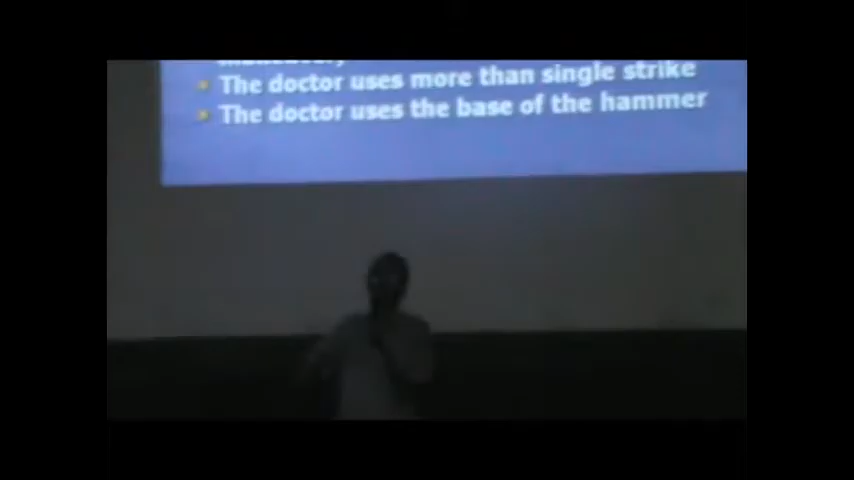 The doctor uses more than single strike
The doctor uses the base of the hammer